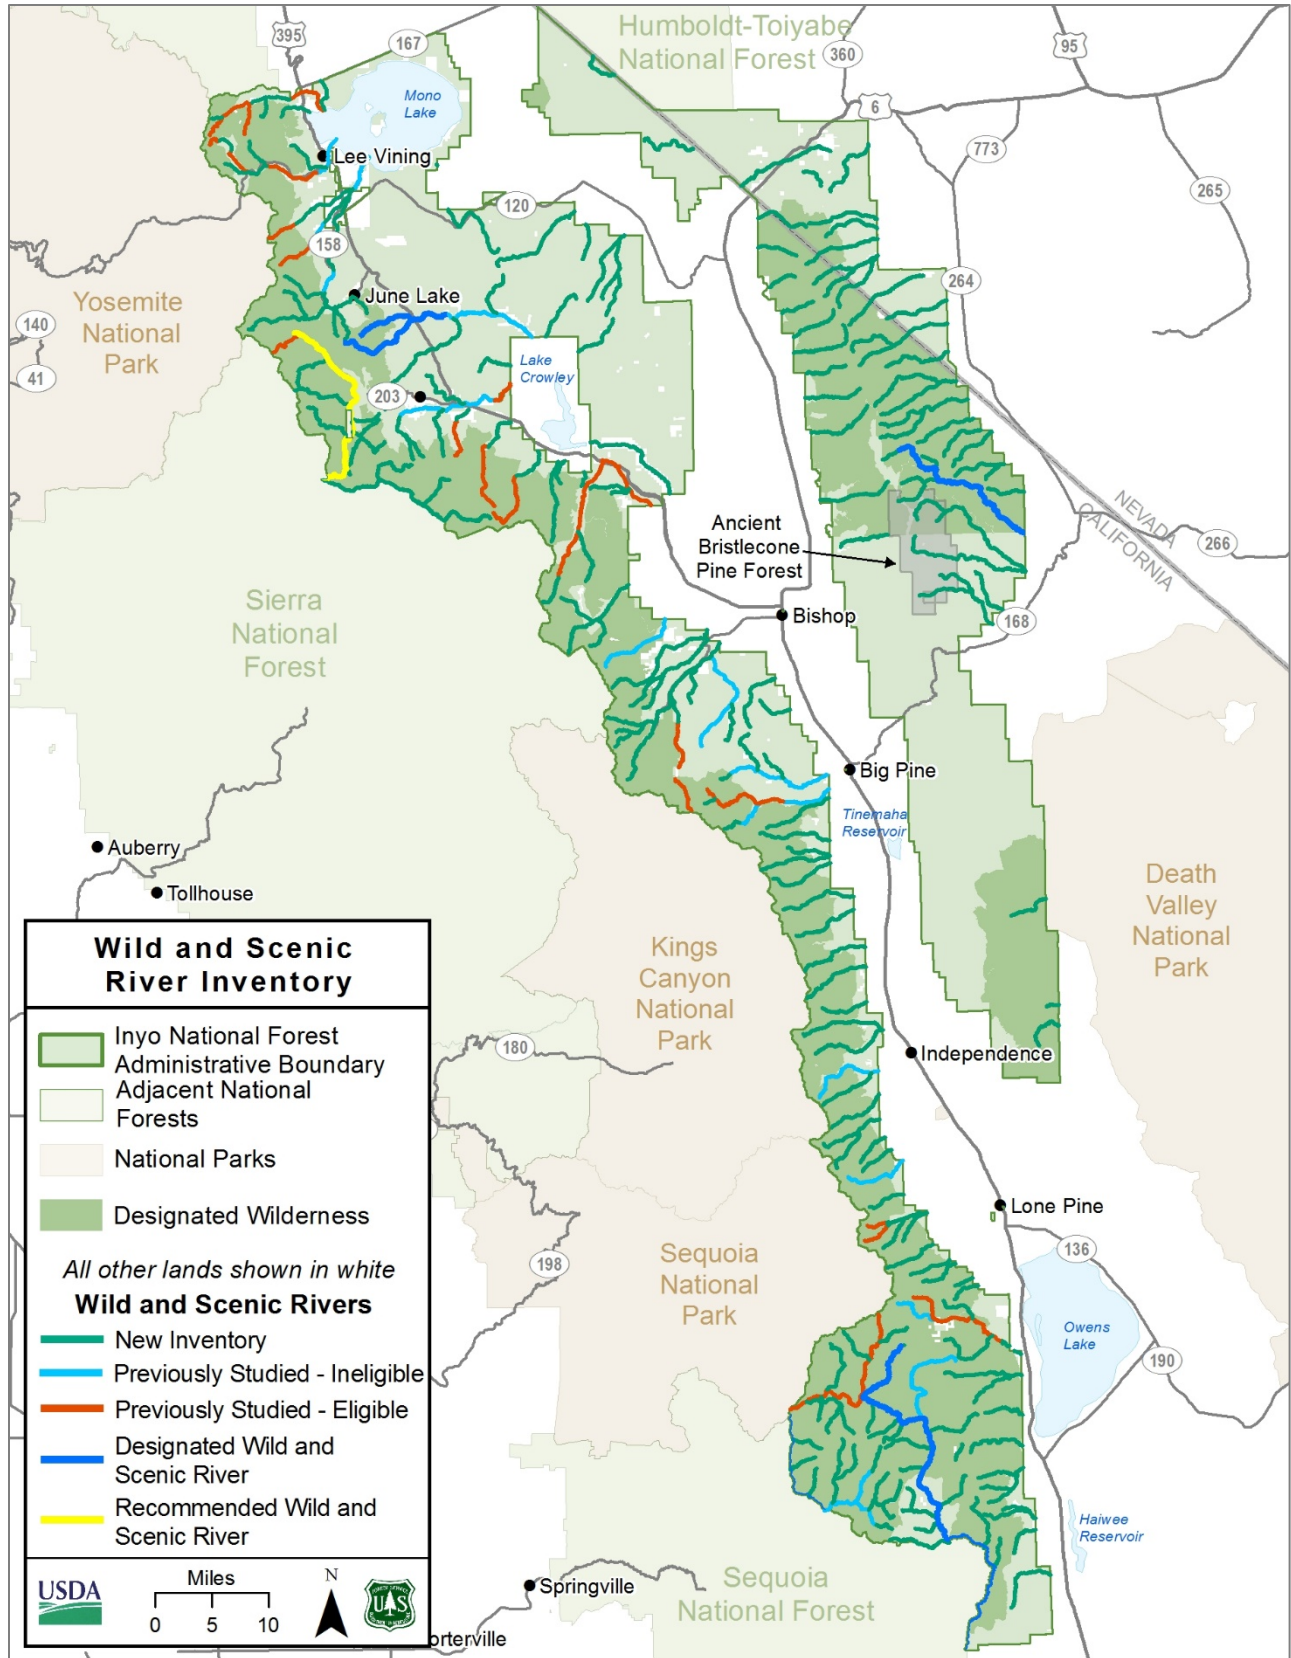 Humboldt-Toiyabe
National Forest
395
167
360
95
6
Mono
Lake
773
Lee Vining
265
120
158
264
June Lake
Yosemite
National
Park
140
41
Lake
Crowley
203
NEVADA
CALIFORNIA
Ancient
Bristlecone
Pine Forest
266
Sierra
National
Forest
Bishop
168
Big Pine
Tinemaha
Reservoir
Auberry
Tollhouse
Death
Valley
National
Park
Kings
Canyon
National
Park
180
Independence
Lone Pine
136
Sequoia
National
Park
198
Owens
Lake
190
Haiwee
Reservoir
Springville
Sequoia
National Forest
orterville
Wild and Scenic
River Inventory
Inyo National Forest
Administrative Boundary
Adjacent National
Forests
National Parks
Designated Wilderness
All other lands shown in white
Wild and Scenic Rivers
New Inventory
Previously Studied - Ineligible
Previously Studied - Eligible
Designated Wild and
Scenic River
Recommended Wild and
Scenic River
USDA
Miles
0 5 10
N
U S